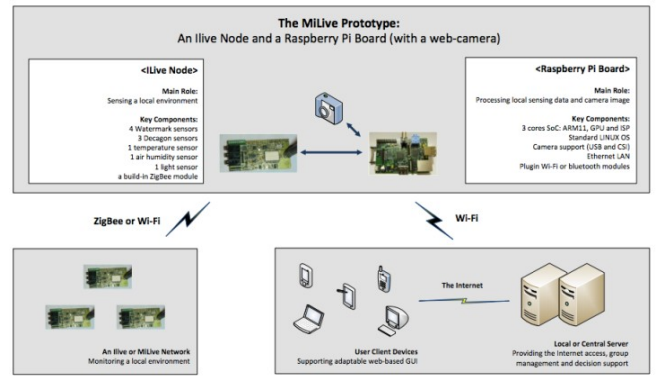 The MiLive Prototype:
An Ilive Node and a Raspberry Pi Board (with a web-camera)
<ILive Node>
Main Role:
Sensing a local environment
Key Components:
4 Watermark sensors
3 Decagon sensors
1 temperature sensor
1 air humidity sensor
1 light sensor
a build-in ZigBee module
<Raspberry Pi Board>
Main Role:
Processing local sensing data and camera image
Key Components:
3 cores SoC: ARM11, GPU and ISP
Standard LINUX OS
Camera support (USB and CSI)
Ethernet LAN
Plugin Wi-Fi or bluetooth modules
ZigBee or Wi-Fi
Wi-Fi
An Ilive or MiLive Network
Monitoring a local environment
The Internet
User Client Devices
Supporting adaptable web-based GUI
Local or Central Server
Providing the Internet access, group
management and decision support